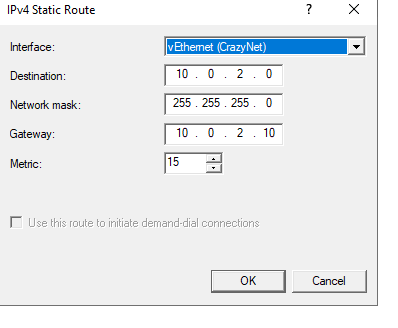 IPv4 Static Route
Interface: vEthernet (CrazyNet)
Destination: 10 . 0 . 2 . 0
Network mask: 255 . 255 . 255 . 0
Gateway: 10 . 0 . 2 . 10
Metric: 15
Use this route to initiate demand-dial connections
OK Cancel